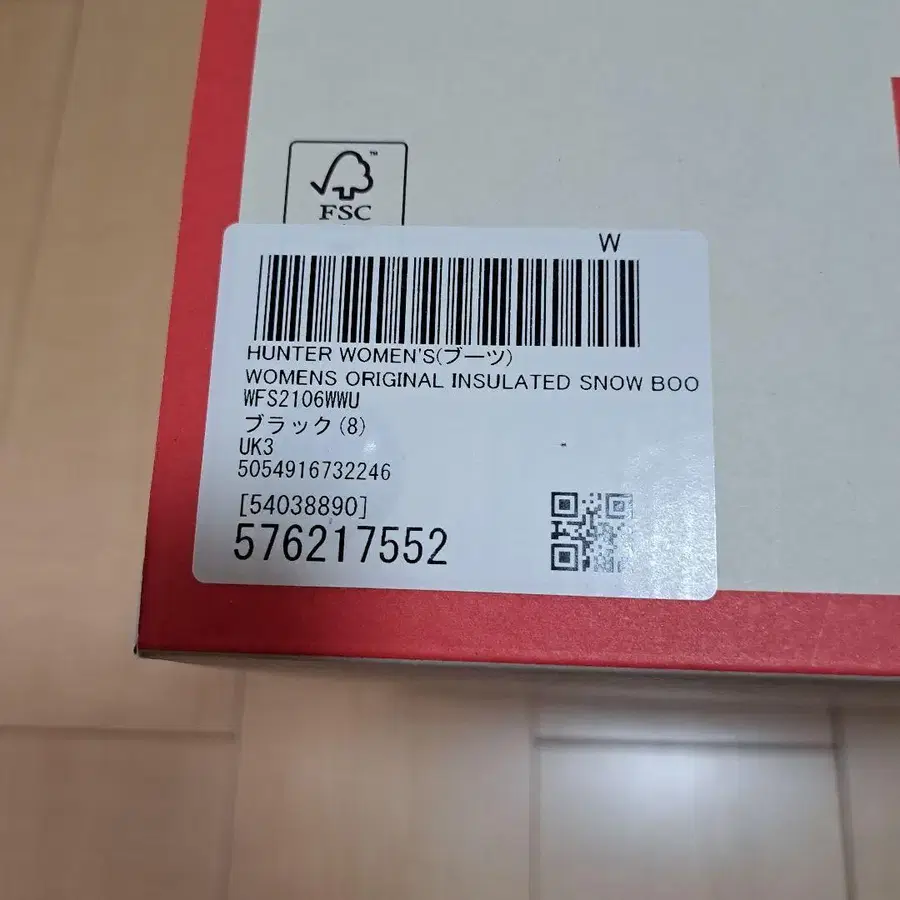 FSC
W
HUNTER WOMEN'S(ブーツ)
WOMENS ORIGINAL INSULATED SNOW BOO
WFS2106WWU
ブラック(8)
UK3
5054916732246
[54038890]
576217552